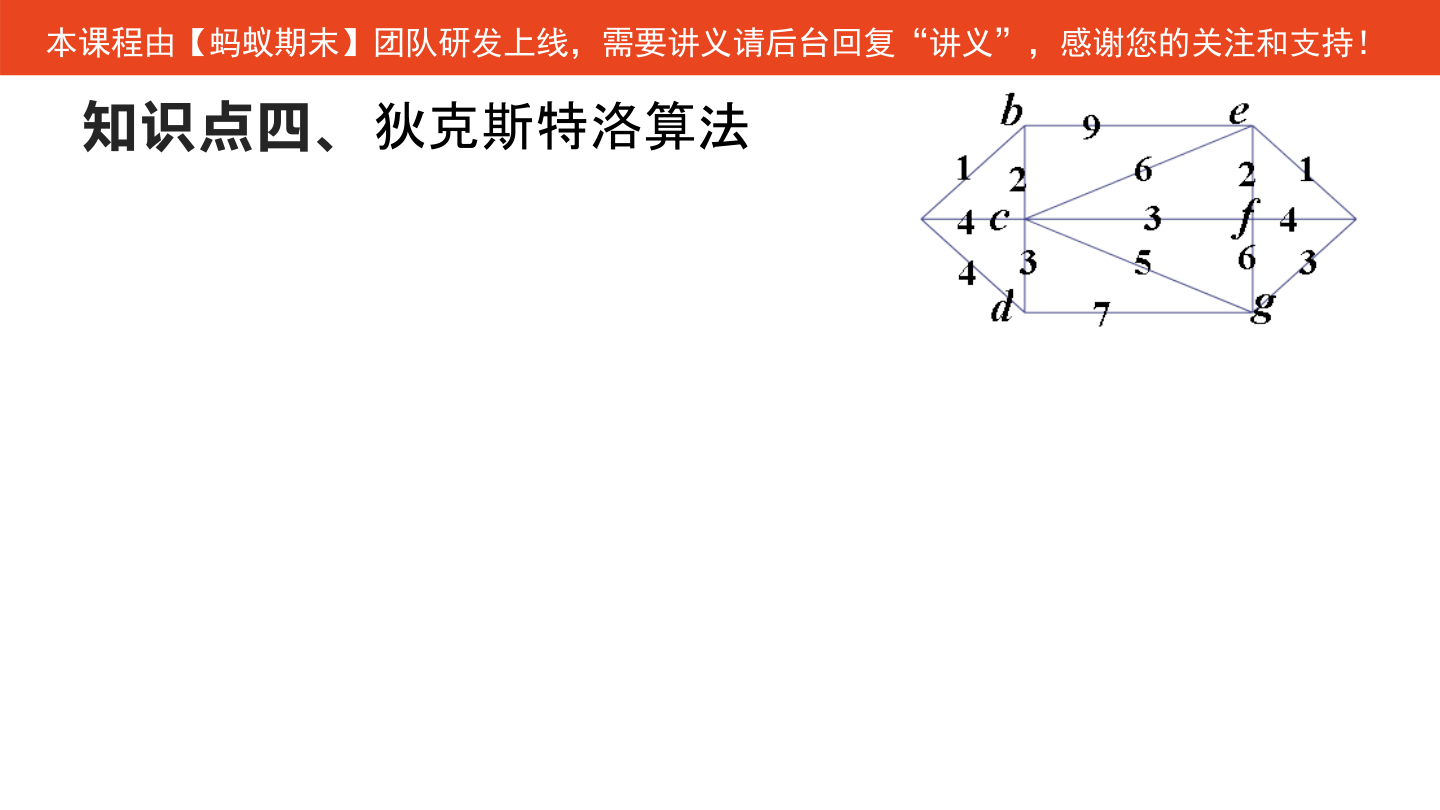 本课程由【蚂蚁期末】团队研发上线，需要讲义请后台回复“讲义”，感谢您的关注和支持！
知识点四、狄克斯特洛算法
b e
9
1 2 6 2 1
4 c 3 f 4
4 3 5 6 3
d 7 g